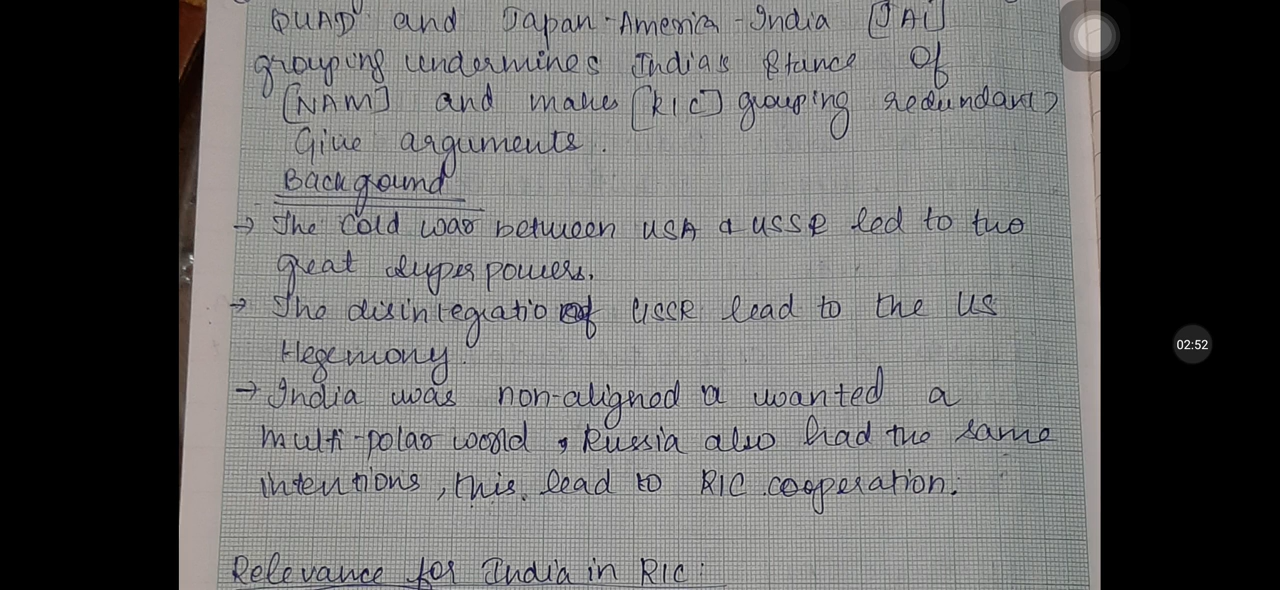 QUAD and Japan-America-India [JAI]
grouping undermines India's stance of
[NAM] and makes [RIC] grouping redundant?
Give arguments.
Background
→ The Cold war between USA & USSR led to two
great super powers.
→ The disintegratio of USSR lead to the US
Hegemony.
→ India was non-aligned & wanted a
multi-polar world, Russia also had the same
intentions, this lead to RIC cooperation.
Relevance for India in RIC:
02:52